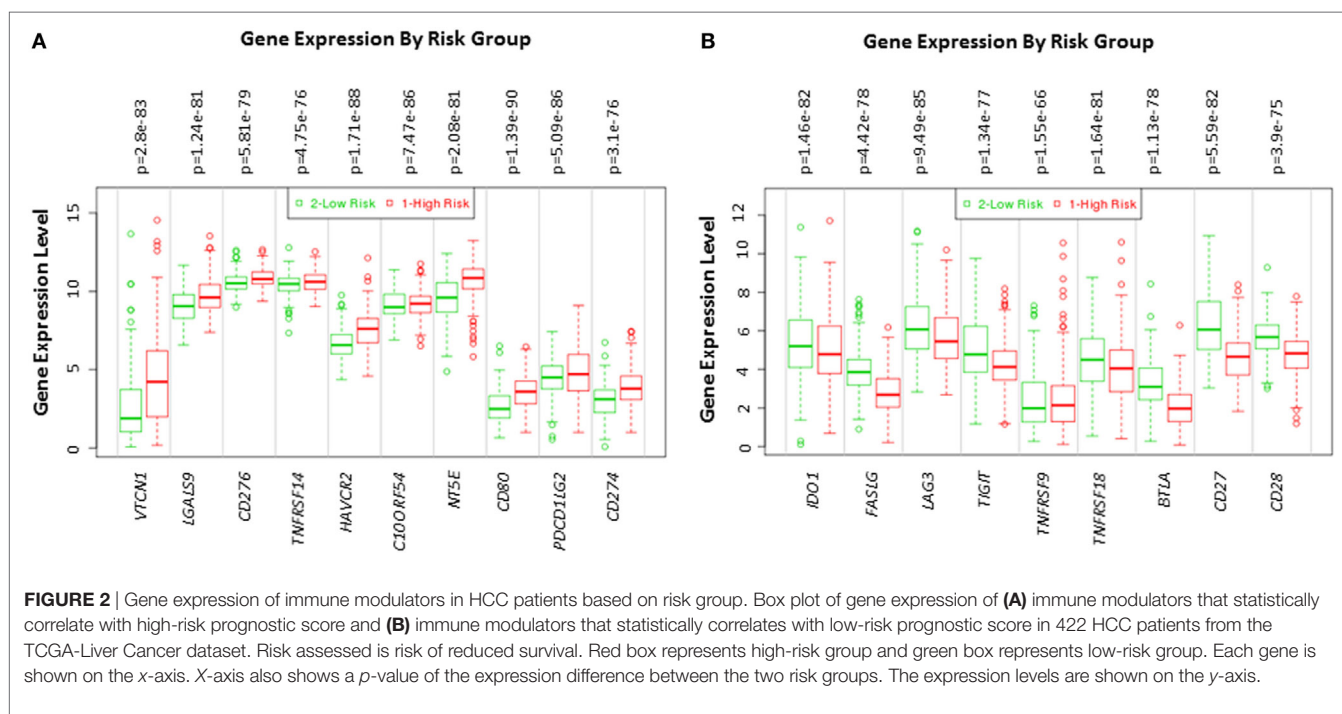 A
Gene Expression By Risk Group
p=2.8e-83
p=1.24e-81
p=5.81e-79
p=4.75e-76
p=1.71e-88
p=7.47e-86
p=2.08e-81
p=1.39e-90
p=5.09e-86
p=3.1e-76
2-Low Risk 1-High Risk
Gene Expression Level
15
10
5
0
VTCN1
LGALS9
CD276
TNFRSF14
HAVCR2
C10ORF54
NT5E
CD80
PDCD1LG2
CD274
B
Gene Expression By Risk Group
p=1.46e-82
p=4.42e-78
p=9.49e-85
p=1.34e-77
p=1.55e-66
p=1.64e-81
p=1.13e-78
p=5.59e-82
p=3.9e-75
2-Low Risk 1-High Risk
Gene Expression Level
12
10
8
6
4
2
0
IDO1
FASLG
LAG3
TIGIT
TNFRSF9
TNFRSF18
BTLA
CD27
CD28
FIGURE 2 | Gene expression of immune modulators in HCC patients based on risk group. Box plot of gene expression of (A) immune modulators that statistically
correlate with high-risk prognostic score and (B) immune modulators that statistically correlates with low-risk prognostic score in 422 HCC patients from the
TCGA-Liver Cancer dataset. Risk assessed is risk of reduced survival. Red box represents high-risk group and green box represents low-risk group. Each gene is
shown on the x-axis. X-axis also shows a p-value of the expression difference between the two risk groups. The expression levels are shown on the y-axis.